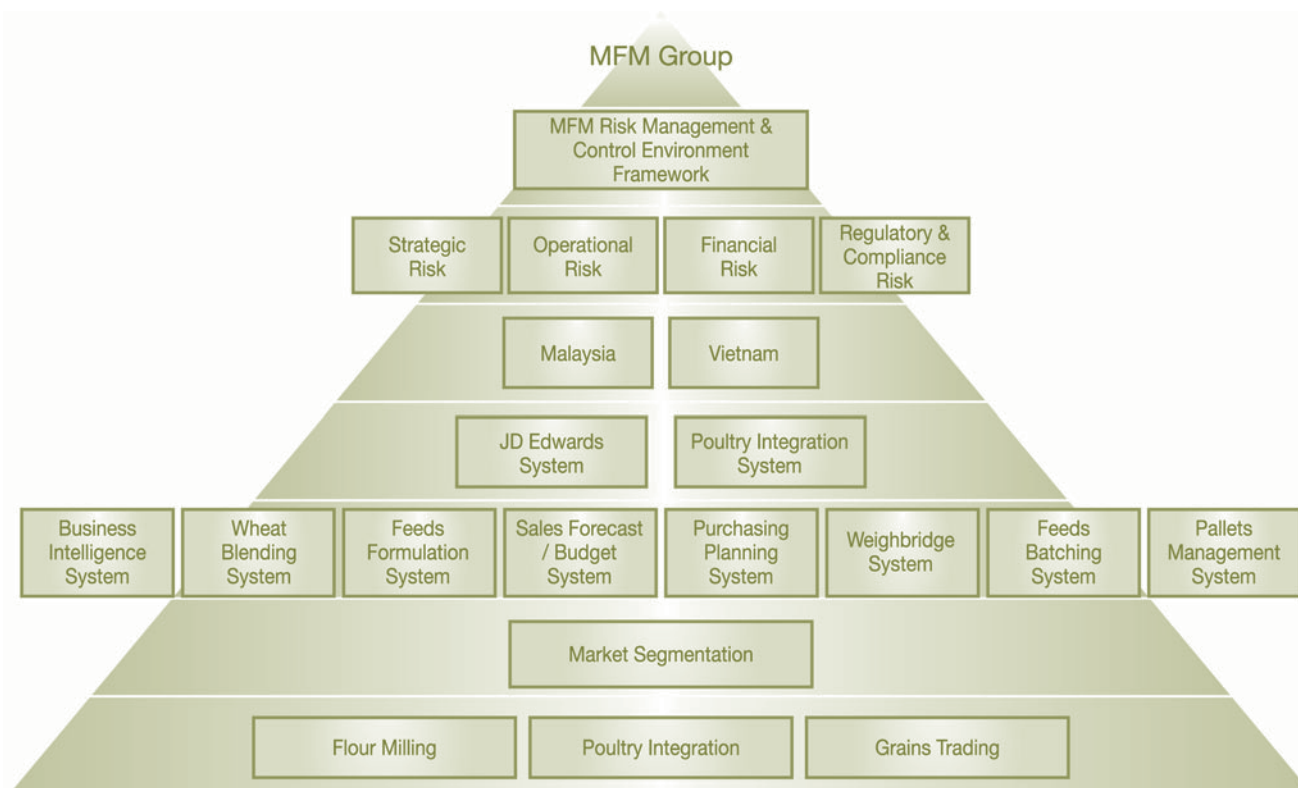 MFM Group
MFM Risk Management &
Control Environment
Framework
Strategic
Risk
Operational
Risk
Financial
Risk
Regulatory &
Compliance
Risk
Malaysia
Vietnam
JD Edwards
System
Poultry Integration
System
Business
Intelligence
System
Wheat
Blending
System
Feeds
Formulation
System
Sales Forecast
/ Budget
System
Purchasing
Planning
System
Weighbridge
System
Feeds
Batching
System
Pallets
Management
System
Market Segmentation
Flour Milling
Poultry Integration
Grains Trading